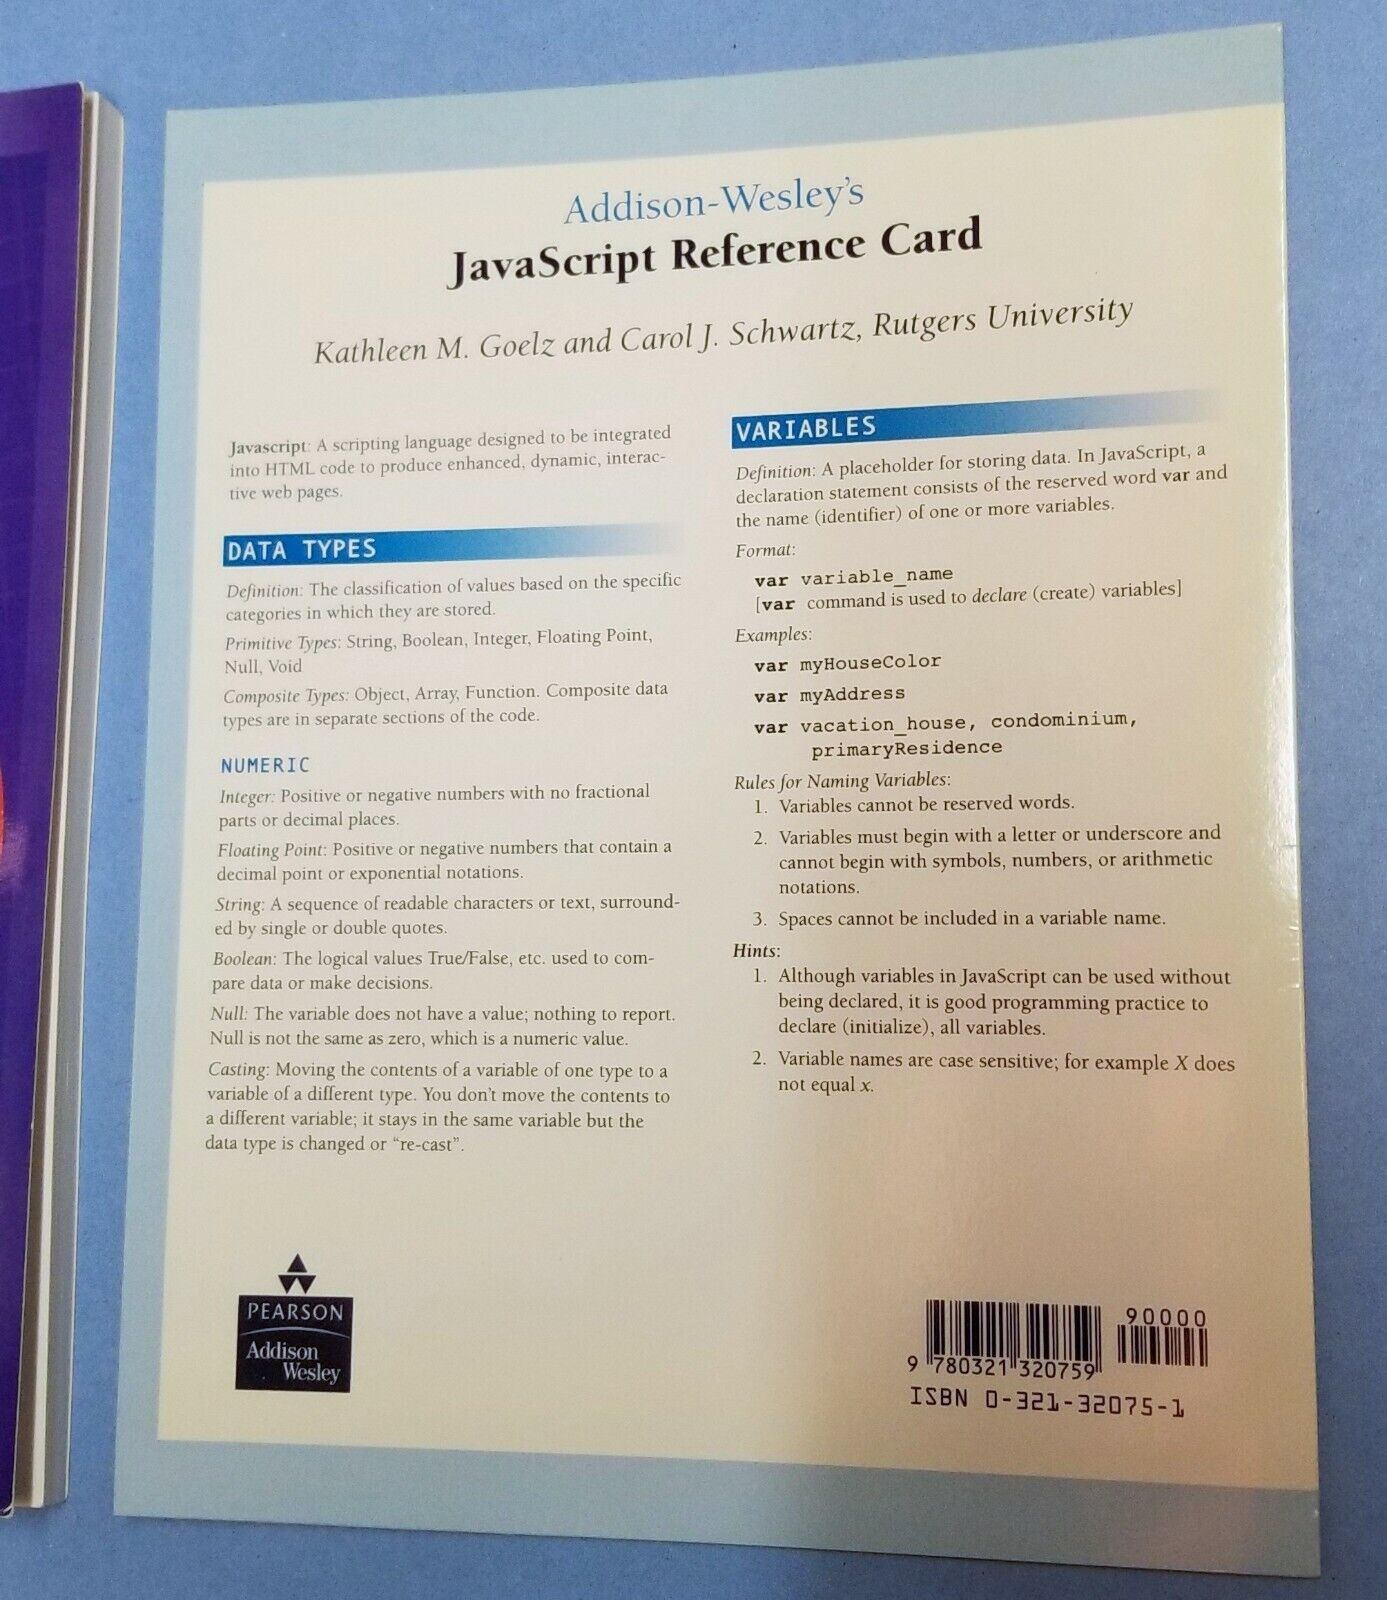 Addison-Wesley's
JavaScript Reference Card
Kathleen M. Goelz and Carol J. Schwartz, Rutgers University
Javascript: A scripting language designed to be integrated
into HTML code to produce enhanced, dynamic, interac-
tive web pages.
DATA TYPES
Definition: The classification of values based on the specific
categories in which they are stored.
Primitive Types: String, Boolean, Integer, Floating Point,
Null, Void
Composite Types: Object, Array, Function. Composite data
types are in separate sections of the code.
NUMERIC
Integer: Positive or negative numbers with no fractional
parts or decimal places.
Floating Point: Positive or negative numbers that contain a
decimal point or exponential notations.
String: A sequence of readable characters or text, surround-
ed by single or double quotes.
Boolean: The logical values True/False, etc. used to com-
pare data or make decisions.
Null: The variable does not have a value; nothing to report.
Null is not the same as zero, which is a numeric value.
Casting: Moving the contents of a variable of one type to a
variable of a different type. You don't move the contents to
a different variable; it stays in the same variable but the
data type is changed or "re-cast".
VARIABLES
Definition: A placeholder for storing data. In JavaScript, a
declaration statement consists of the reserved word var and
the name (identifier) of one or more variables.
Format:
var variable_name
[var command is used to declare (create) variables]
Examples:
var myHouseColor
var myAddress
var vacation_house, condominium,
primaryResidence
Rules for Naming Variables:
1. Variables cannot be reserved words.
2. Variables must begin with a letter or underscore and
cannot begin with symbols, numbers, or arithmetic
notations.
3. Spaces cannot be included in a variable name.
Hints:
1. Although variables in JavaScript can be used without
being declared, it is good programming practice to
declare (initialize), all variables.
2. Variable names are case sensitive; for example X does
not equal x.
PEARSON
Addison
Wesley
90000
9 780321 320759
ISBN 0-321-32075-1